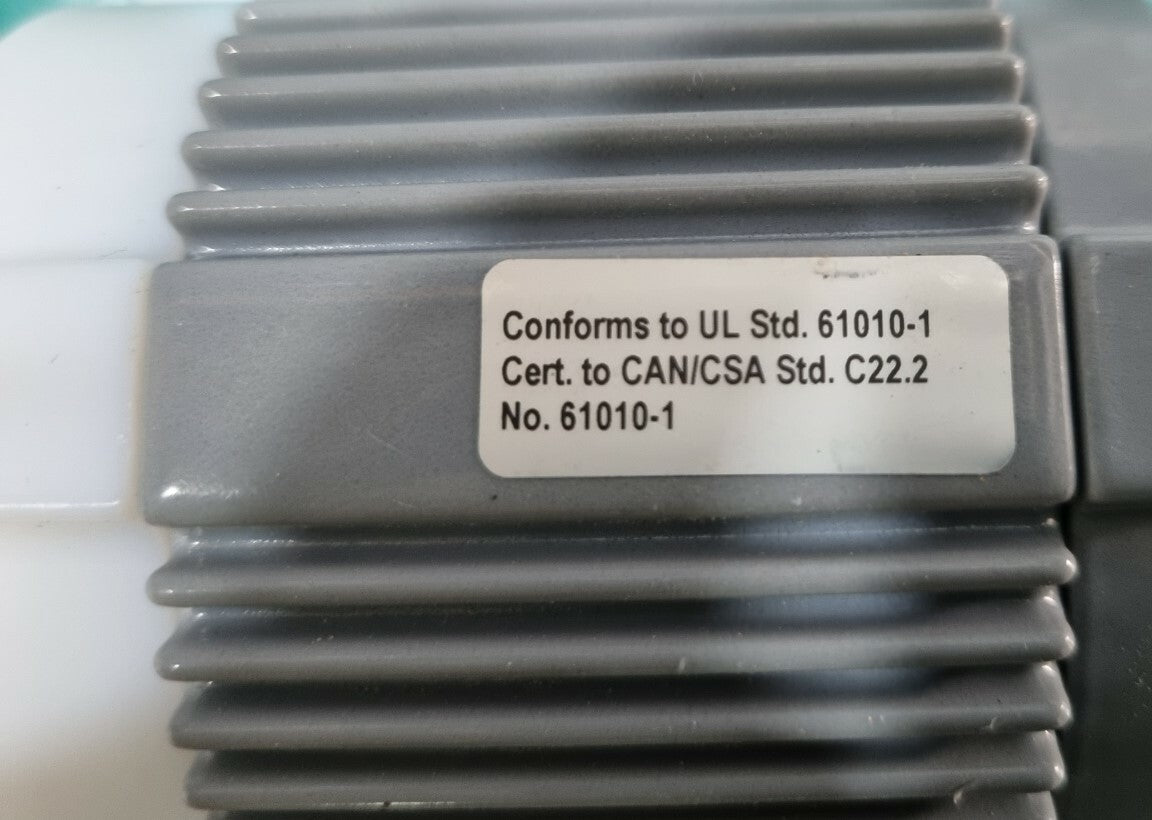 Conforms to UL Std. 61010-1
Cert. to CAN/CSA Std. C22.2
No. 61010-1